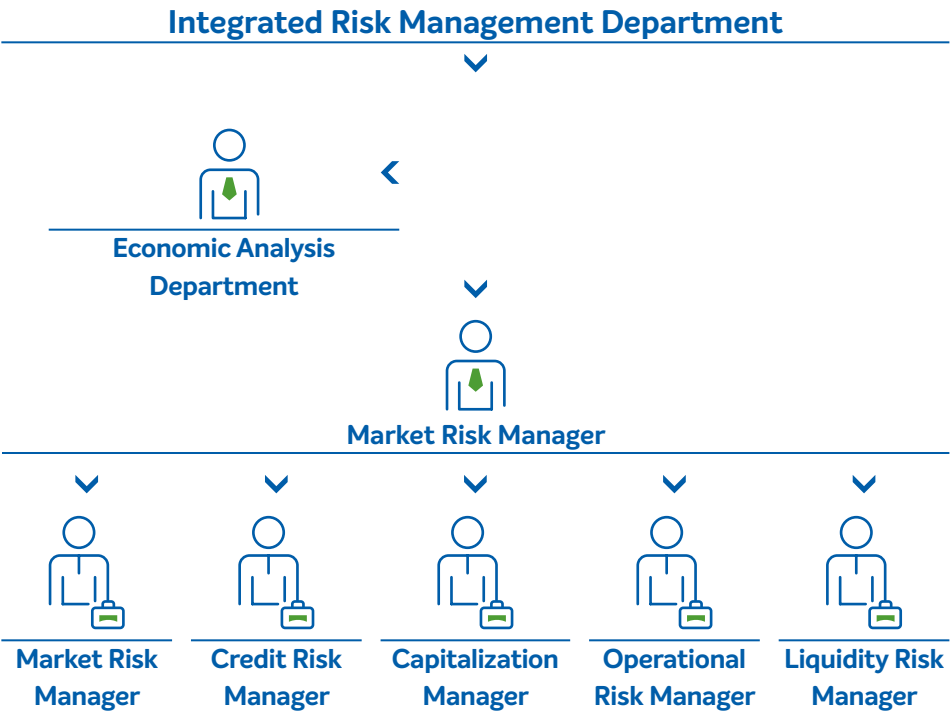 Integrated Risk Management Department
Economic Analysis
Department
Market Risk Manager
Market Risk
Manager
Credit Risk
Manager
Capitalization
Manager
Operational
Risk Manager
Liquidity Risk
Manager